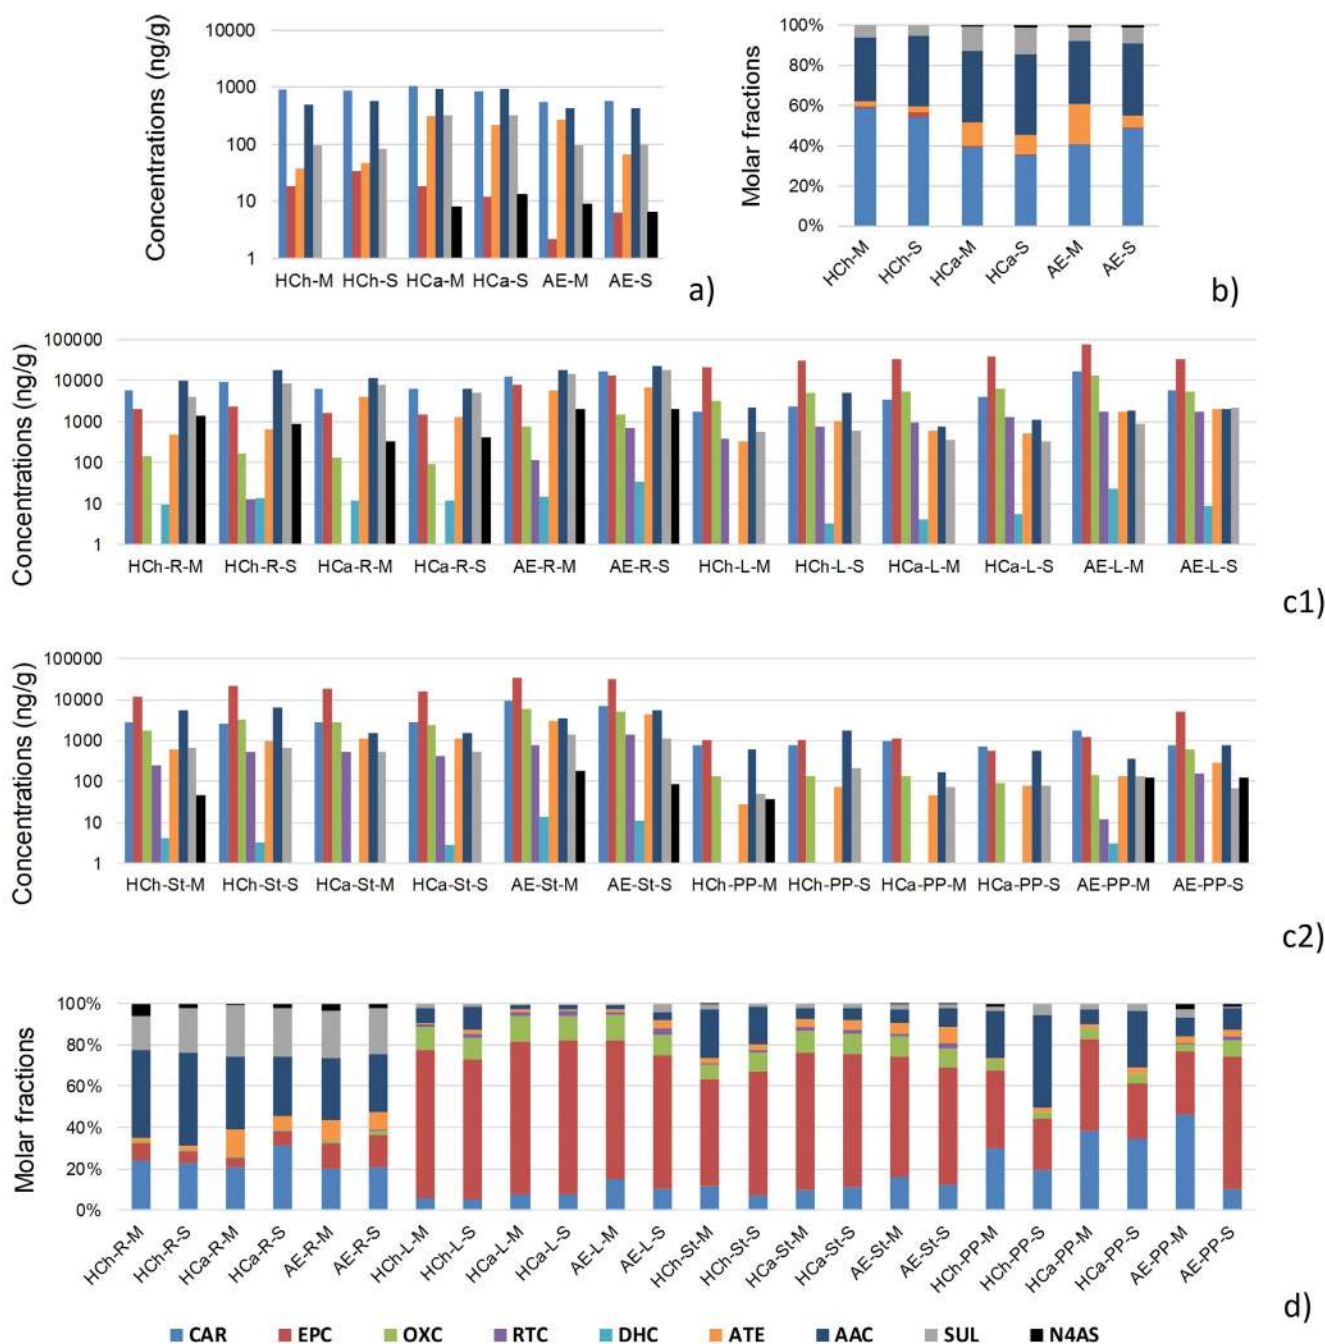 Concentrations (ng/g)
10000
1000
100
10
1
HCh-M HCh-S HCa-M HCa-S AE-M AE-S
a)
Molar fractions
100%
80%
60%
40%
20%
0%
HCh-M HCh-S HCa-M HCa-S AE-M AE-S
b)
Concentrations (ng/g)
100000
10000
1000
100
10
1
HCh-R-M HCh-R-S HCa-R-M HCa-R-S AE-R-M AE-R-S HCh-L-M HCh-L-S HCa-L-M HCa-L-S AE-L-M AE-L-S
c1)
Concentrations (ng/g)
100000
10000
1000
100
10
1
HCh-St-M HCh-St-S HCa-St-M HCa-St-S AE-St-M AE-St-S HCh-PP-M HCh-PP-S HCa-PP-M HCa-PP-S AE-PP-M AE-PP-S
c2)
Molar fractions
100%
80%
60%
40%
20%
0%
HCh-R-M HCh-R-S HCa-R-M HCa-R-S AE-R-M AE-R-S HCh-L-M HCh-L-S HCa-L-M HCa-L-S AE-L-M AE-L-S HCh-St-M HCh-St-S HCa-St-M HCa-St-S AE-St-M AE-St-S HCh-PP-M HCh-PP-S HCa-PP-M HCa-PP-S AE-PP-M AE-PP-S
d)
CAR EPC OXC RTC DHC ATE AAC SUL N4AS